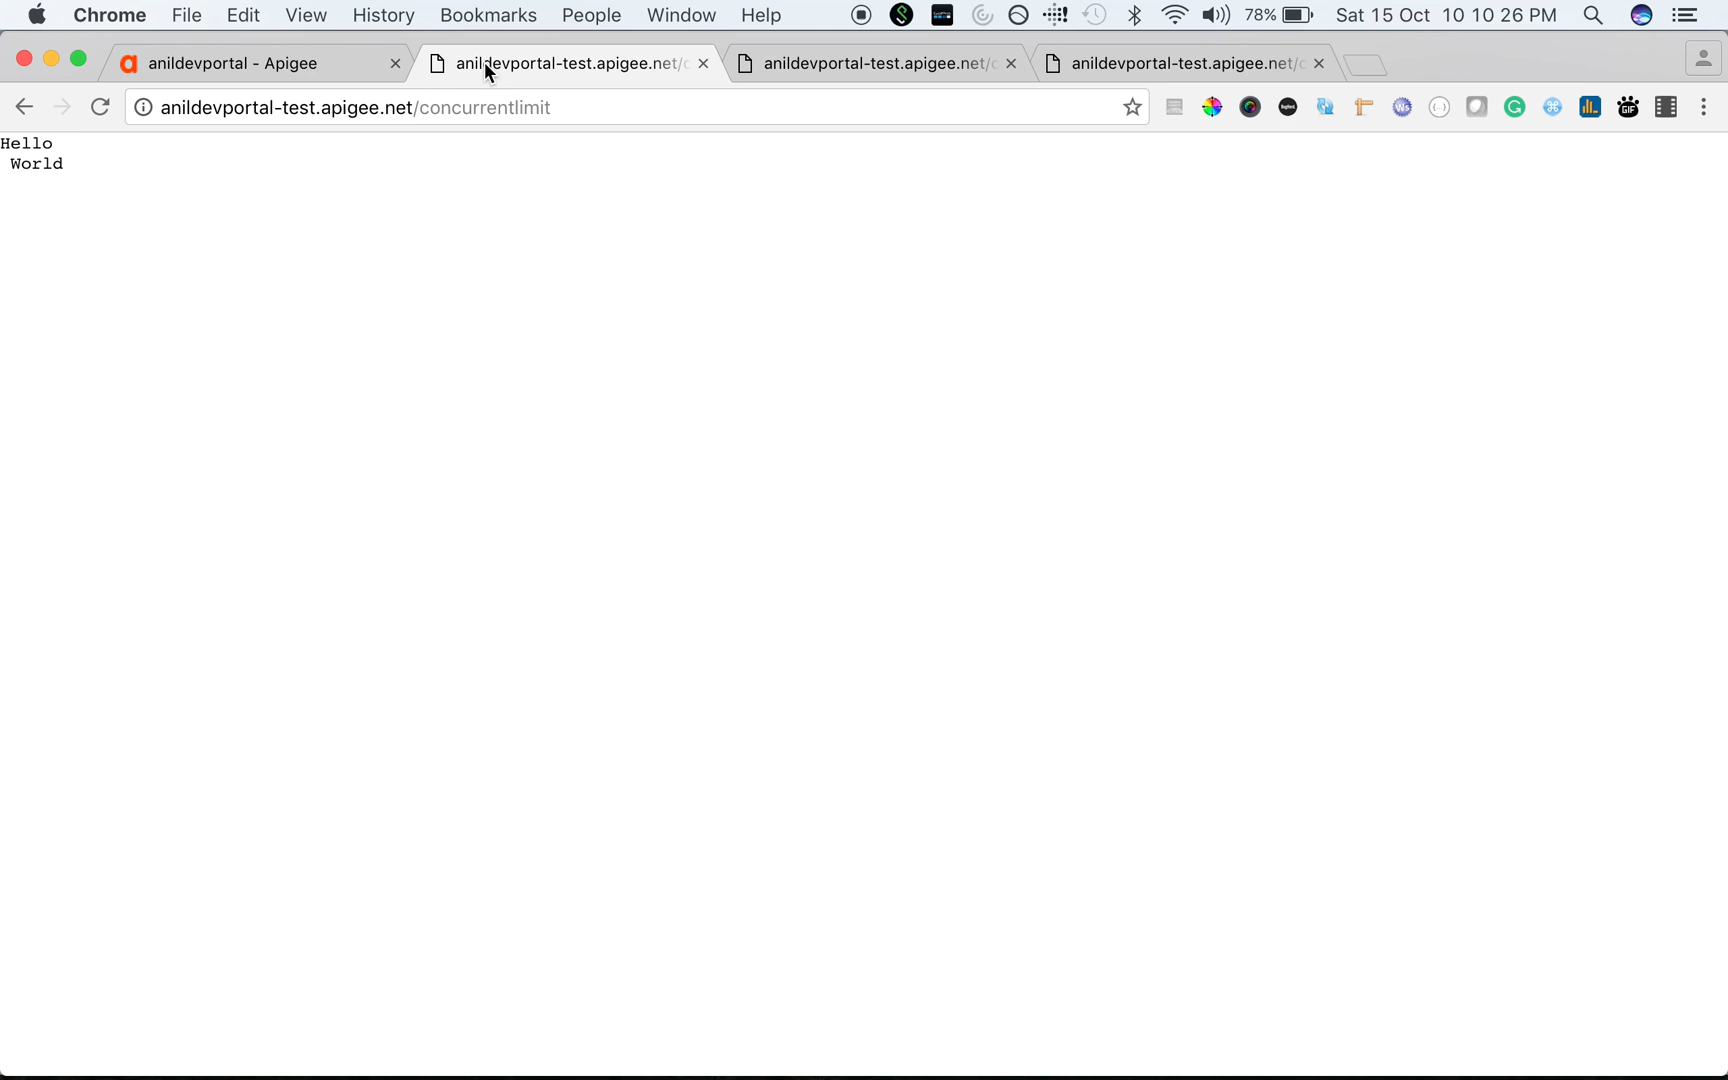 Chrome File Edit View History Bookmarks People Window Help 78% Sat 15 Oct 10 10 26 PM
anildevportal - Apigee anildevportal-test.apigee.net/c anildevportal-test.apigee.net/c anildevportal-test.apigee.net/c
anildevportal-test.apigee.net/concurrentlimit
Hello
World